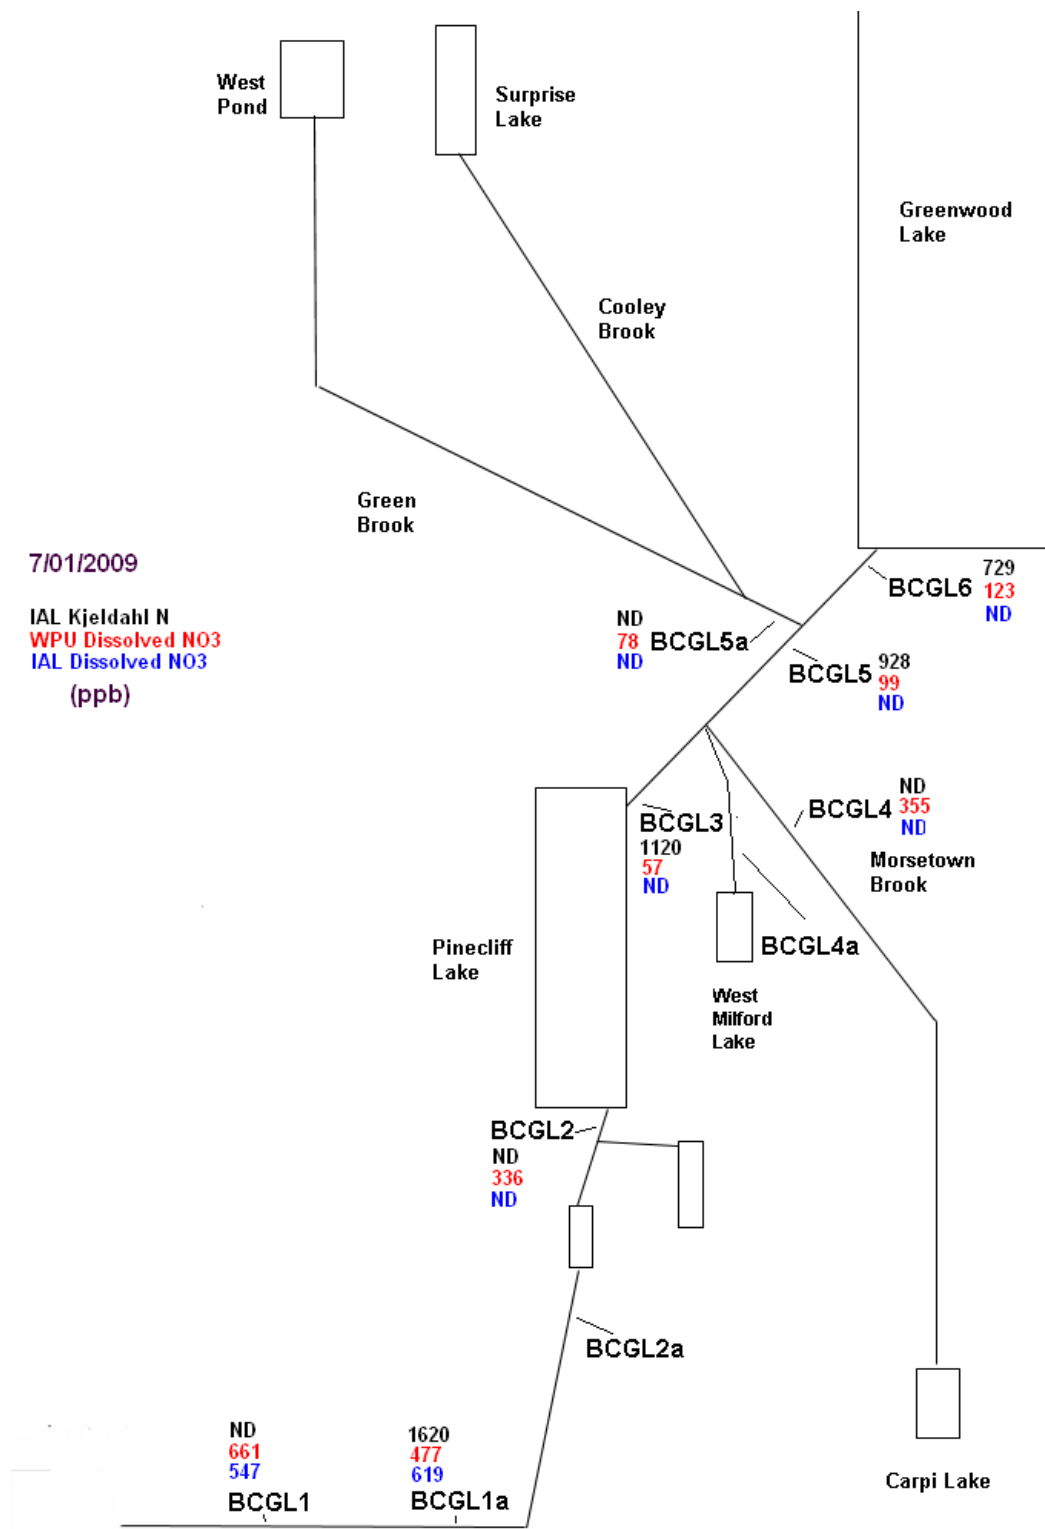 West
Pond
Surprise
Lake
Greenwood
Lake
Cooley
Brook
Green
Brook
7/01/2009
IAL Kjeldahl N
WPU Dissolved NO3
IAL Dissolved NO3
(ppb)
729
123
ND
BCGL6
ND
78
ND
BCGL5a
BCGL5
928
99
ND
BCGL4
ND
355
ND
Morsetown
Brook
BCGL3
1120
57
ND
BCGL4a
Pinecliff
Lake
West
Milford
Lake
BCGL2
ND
336
ND
BCGL2a
ND
661
547
BCGL1
1620
477
619
BCGL1a
Carpi Lake